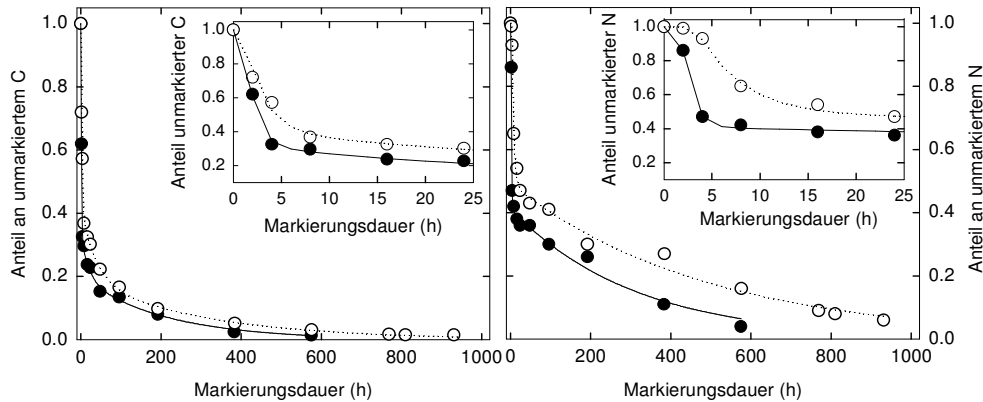 Anteil an unmarkiertem C
1.0
0.8
0.6
0.4
0.2
0.0
0 200 400 600 800 1000
Markierungsdauer (h)
Anteil unmarkierter C
1.0
0.8
0.6
0.4
0.2
0 5 10 15 20 25
Markierungsdauer (h)
Anteil unmarkierter N
1.0
0.8
0.6
0.4
0.2
0 5 10 15 20 25
Markierungsdauer (h)
0 200 400 600 800 1000
Markierungsdauer (h)
1.0
0.8
0.6
0.4
0.2
0.0
Anteil an unmarkiertem N